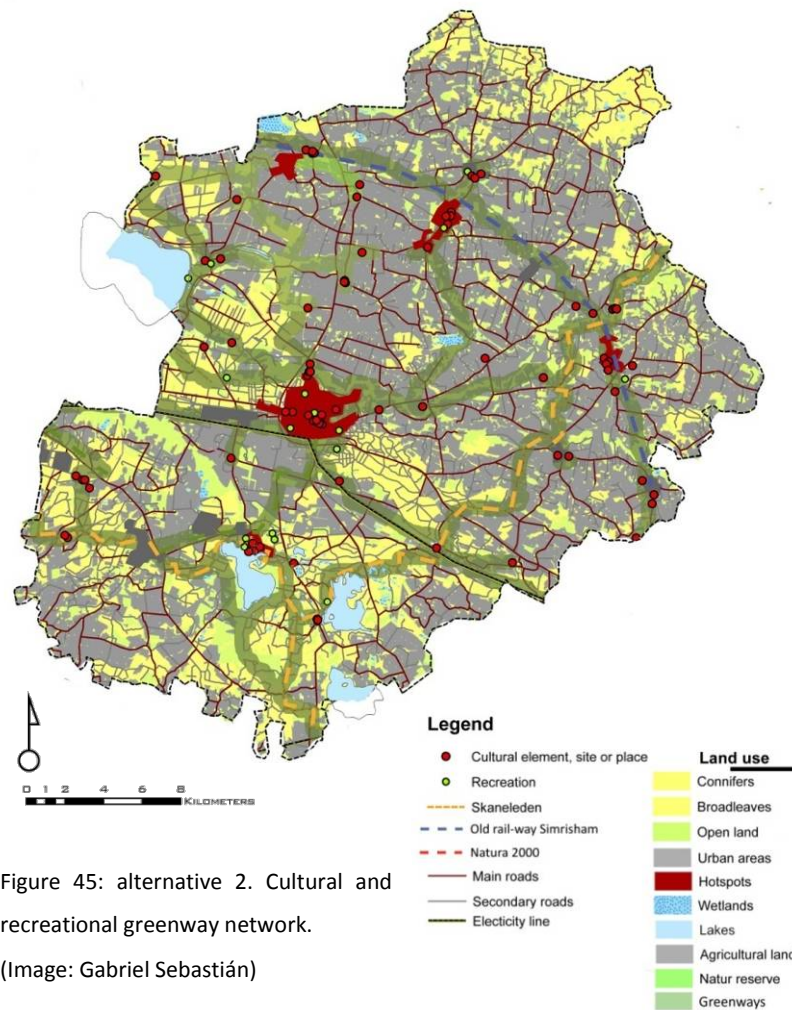 Legend
Cultural element, site or place
Recreation
Skaneleden
Old rail-way Simrisham
Natura 2000
Main roads
Secondary roads
Electicity line
Land use
Connifers
Broadleaves
Open land
Urban areas
Hotspots
Wetlands
Lakes
Agricultural land
Natur reserve
Greenways
0 1 2 4 6 8
KILOMETERS
Figure 45: alternative 2. Cultural and
recreational greenway network.
(Image: Gabriel Sebastián)